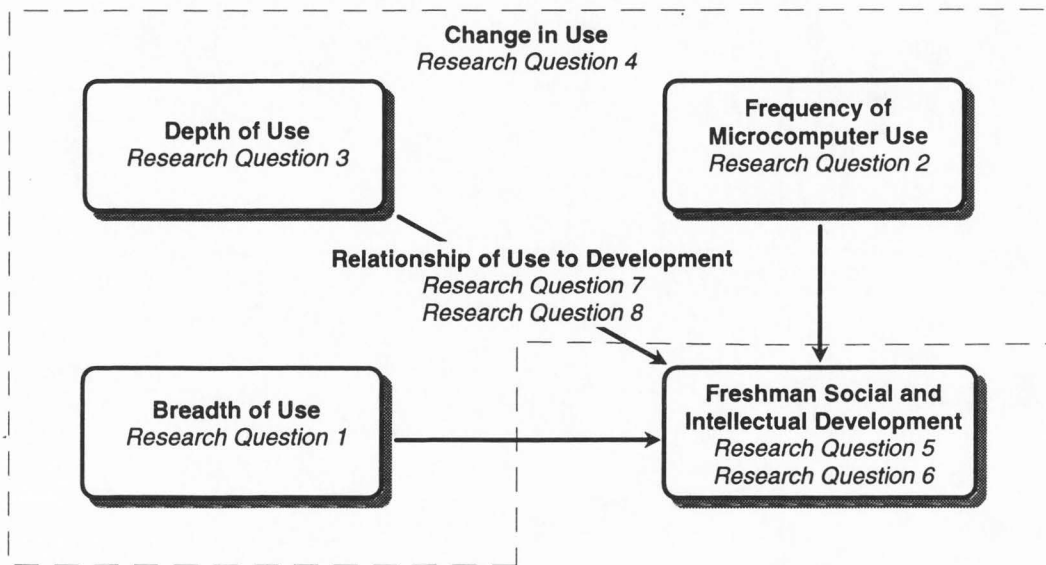 Change in Use
Research Question 4
Depth of Use
Research Question 3
Frequency of
Microcomputer Use
Research Question 2
Relationship of Use to Development
Research Question 7
Research Question 8
Breadth of Use
Research Question 1
Freshman Social and
Intellectual Development
Research Question 5
Research Question 6